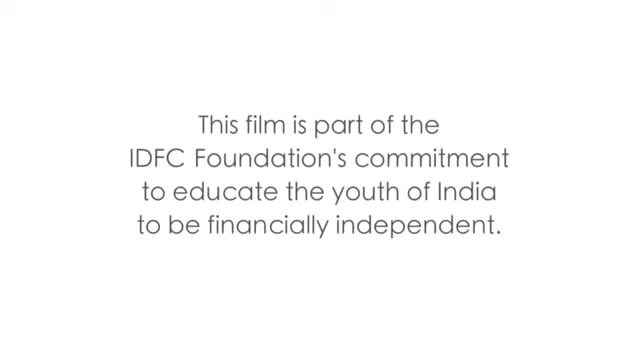 This film is part of the
IDFC Foundation's commitment
to educate the youth of India
to be financially independent.